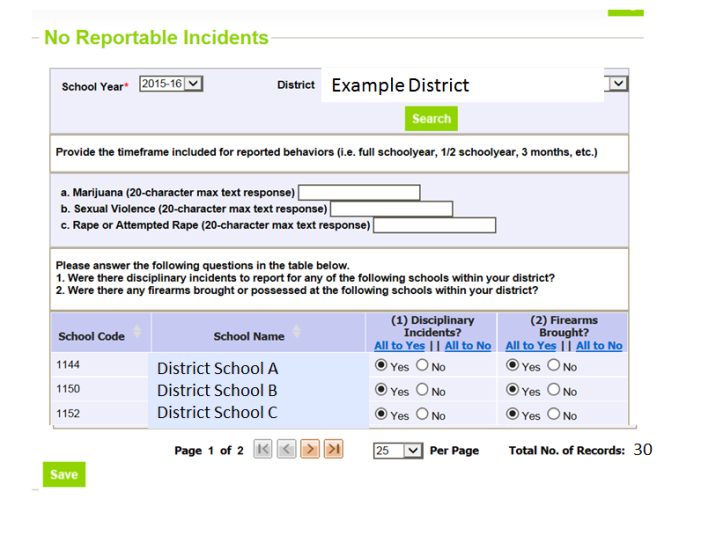 No Reportable Incidents
School Year* 2015-16 District Example District
Search
Provide the timeframe included for reported behaviors (i.e. full schoolyear, 1/2 schoolyear, 3 months, etc.)
a. Marijuana (20-character max text response)
b. Sexual Violence (20-character max text response)
c. Rape or Attempted Rape (20-character max text response)
Please answer the following questions in the table below.
1. Were there disciplinary incidents to report for any of the following schools within your district?
2. Were there any firearms brought or possessed at the following schools within your district?
School Code School Name (1) Disciplinary Incidents? All to Yes || All to No (2) Firearms Brought? All to Yes || All to No
1144 District School A Yes No Yes No
1150 District School B Yes No Yes No
1152 District School C Yes No Yes No
Page 1 of 2 25 Per Page Total No. of Records: 30
Save